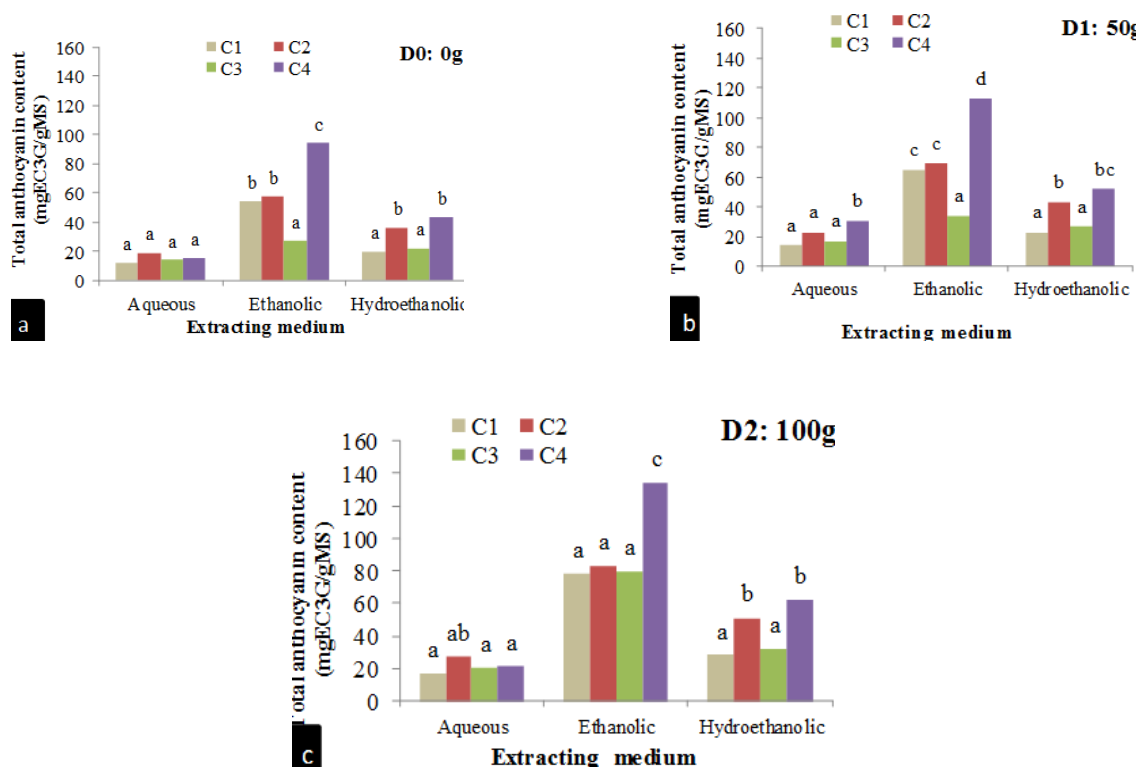 C1 C2
C3 C4
D0: 0g
Total anthocyanin content
(mgEC3G/gMS)
160
140
120
100
80
60
40
20
0
a a a a
b b a c
a b a b
Aqueous Ethanolic Hydroethanolic
Extracting medium
a
C1 C2
C3 C4
D1: 50g
Total anthocyanin content
(mgEC3G/gMS)
160
140
120
100
80
60
40
20
0
a a a b
c c a d
a b a bc
Aqueous Ethanolic Hydroethanolic
Extracting medium
b
C1 C2
C3 C4
D2: 100g
Total anthocyanin content
(mgEC3G/gMS)
160
140
120
100
80
60
40
20
0
a ab a a
a a a c
a b a b
Aqueous Ethanolic Hydroethanolic
Extracting medium
c